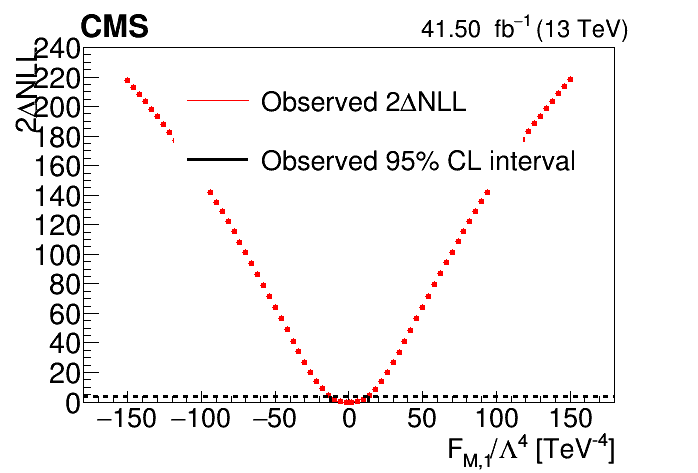 CMS
41.50 fb⁻¹ (13 TeV)
2ΔNLL
240
220
200
180
160
140
120
100
80
60
40
20
0
Observed 2ΔNLL
Observed 95% CL interval
−150 −100 −50 0 50 100 150
F_M,1/Λ⁴ [TeV⁻⁴]